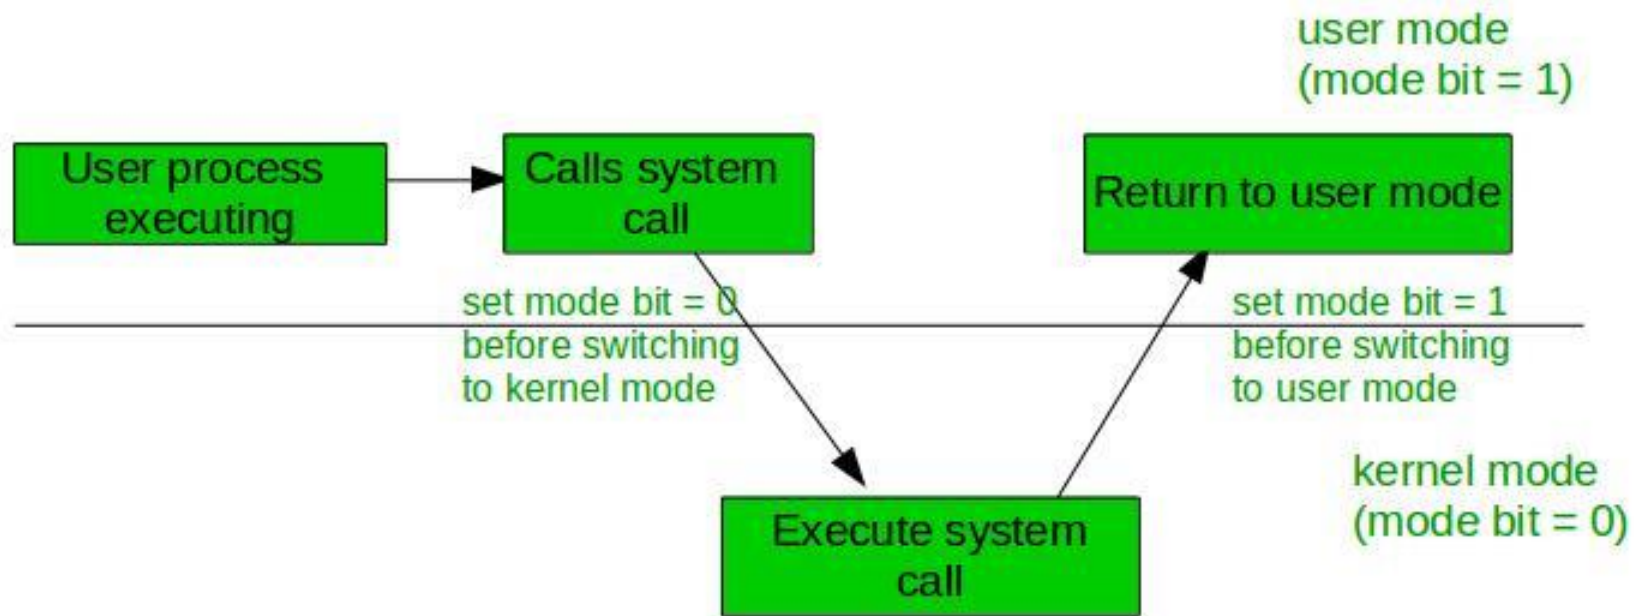 user mode
(mode bit = 1)
User process
executing
Calls system
call
Return to user mode
set mode bit = 0
before switching
to kernel mode
set mode bit = 1
before switching
to user mode
kernel mode
(mode bit = 0)
Execute system
call